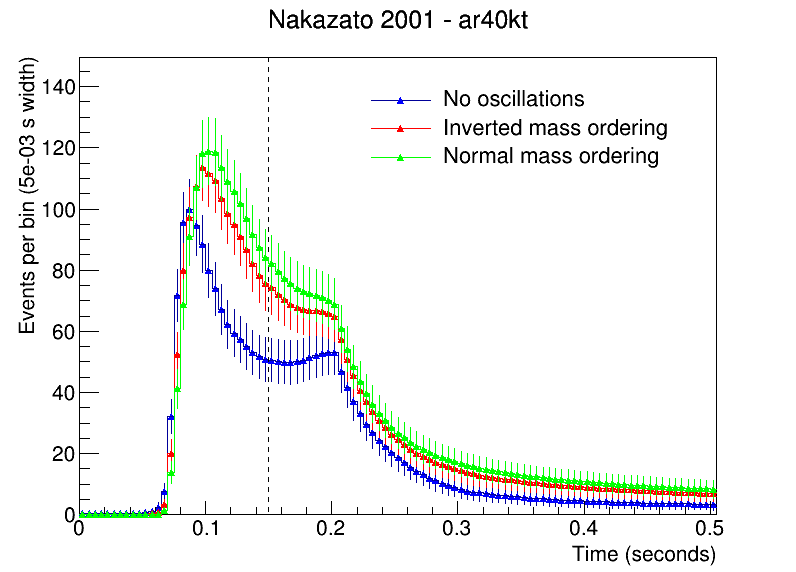 Nakazato 2001 - ar40kt
Events per bin (5e-03 s width)
140
120
100
80
60
40
20
0
No oscillations
Inverted mass ordering
Normal mass ordering
0 0.1 0.2 0.3 0.4 0.5
Time (seconds)